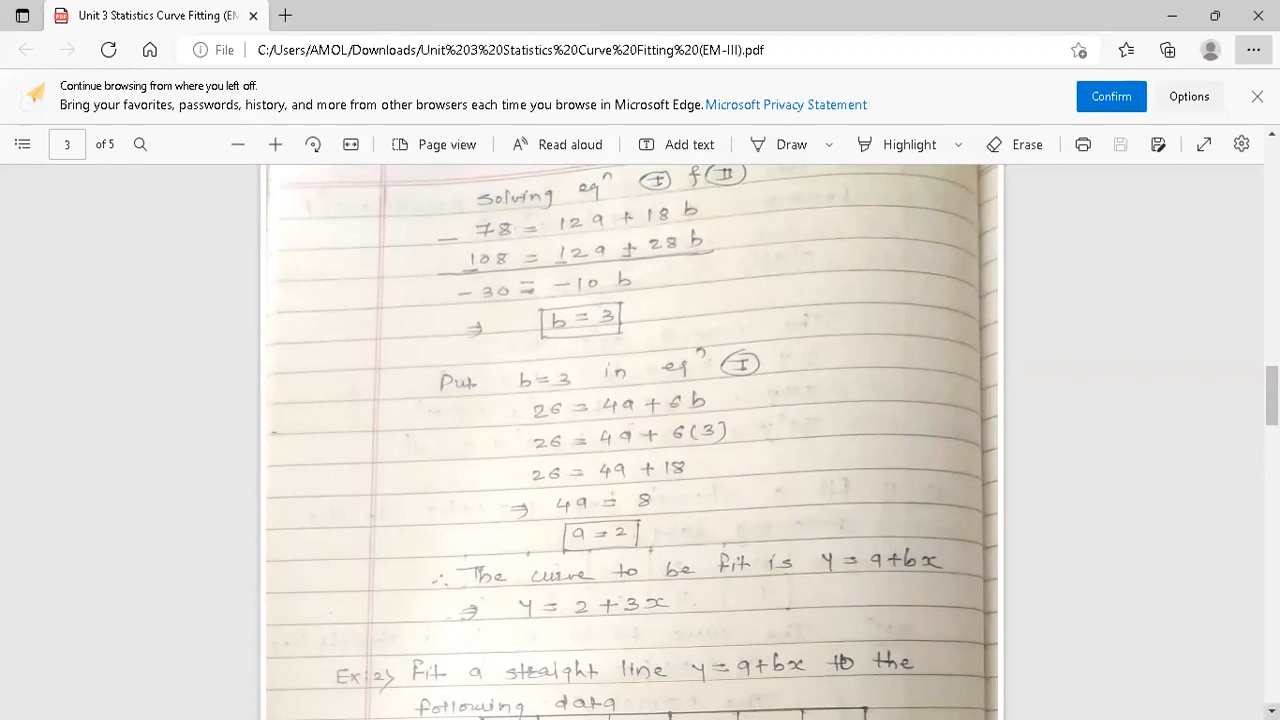 Unit 3 Statistics Curve Fitting (EM
File C:/Users/AMOL/Downloads/Unit%203%20Statistics%20Curve%20Fitting%20(EM-III).pdf
Continue browsing from where you left off.
Bring your favorites, passwords, history, and more from other browsers each time you browse in Microsoft Edge. Microsoft Privacy Statement
Confirm Options
3 of 5 Page view Read aloud Add text Draw Highlight Erase
solving eqⁿ Ⓘ f Ⓘⓘ
− 78 = 12a + 18 b
108 = 12a + 28 b
− 30 = − 10 b
⇒ b = 3
Put b = 3 in eqⁿ Ⓘ
26 = 4a + 6b
26 = 4a + 6(3)
26 = 4a + 18
⇒ 4a = 8
a = 2
∴ The curve to be fit is y = a+bx
⇒ y = 2 + 3x
Ex:2) Fit a straight line y = a+bx to the
following data